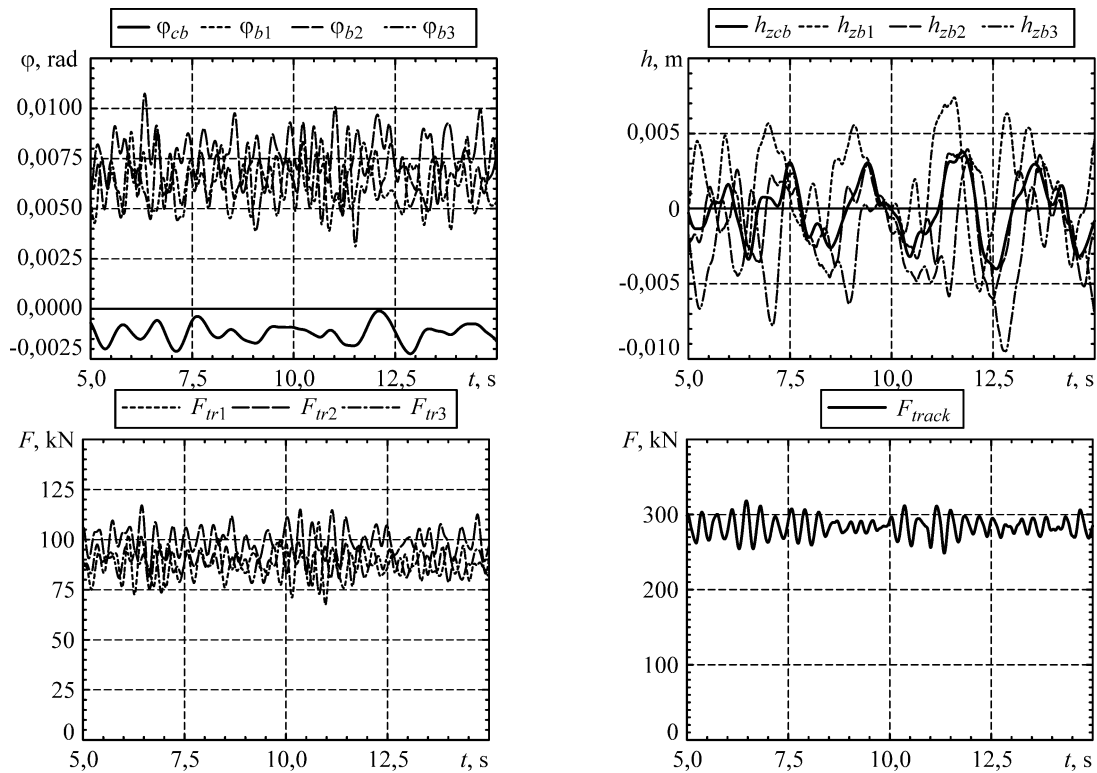 φcb φb1 φb2 φb3
φ, rad
0,0100
0,0075
0,0050
0,0025
0,0000
-0,0025
5,0 7,5 10,0 12,5 t, s
hzcb hzb1 hzb2 hzb3
h, m
0,005
0
-0,005
-0,010
5,0 7,5 10,0 12,5 t, s
Ftr1 Ftr2 Ftr3
F, kN
125
100
75
50
25
0
5,0 7,5 10,0 12,5 t, s
Ftrack
F, kN
300
200
100
0
5,0 7,5 10,0 12,5 t, s